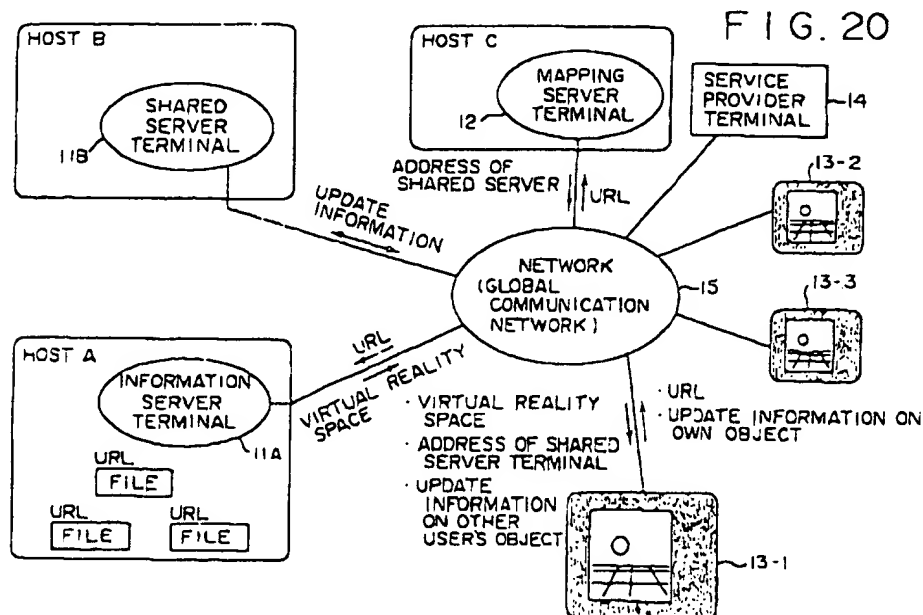 FIG. 20
HOST B
SHARED
SERVER
TERMINAL
11B
HOST C
MAPPING
SERVER
TERMINAL
12
SERVICE
PROVIDER
TERMINAL
14
ADDRESS OF
SHARED SERVER
URL
13-2
UPDATE
INFORMATION
NETWORK
(GLOBAL
COMMUNICATION
NETWORK)
15
13-3
HOST A
INFORMATION
SERVER
TERMINAL
11A
URL
VIRTUAL REALITY
SPACE
URL
FILE
URL
FILE
URL
FILE
· VIRTUAL REALITY
SPACE
· ADDRESS OF SHARED
SERVER TERMINAL
· UPDATE
INFORMATION
ON OTHER
USER'S OBJECT
· URL
· UPDATE INFORMATION ON
OWN OBJECT
13-1